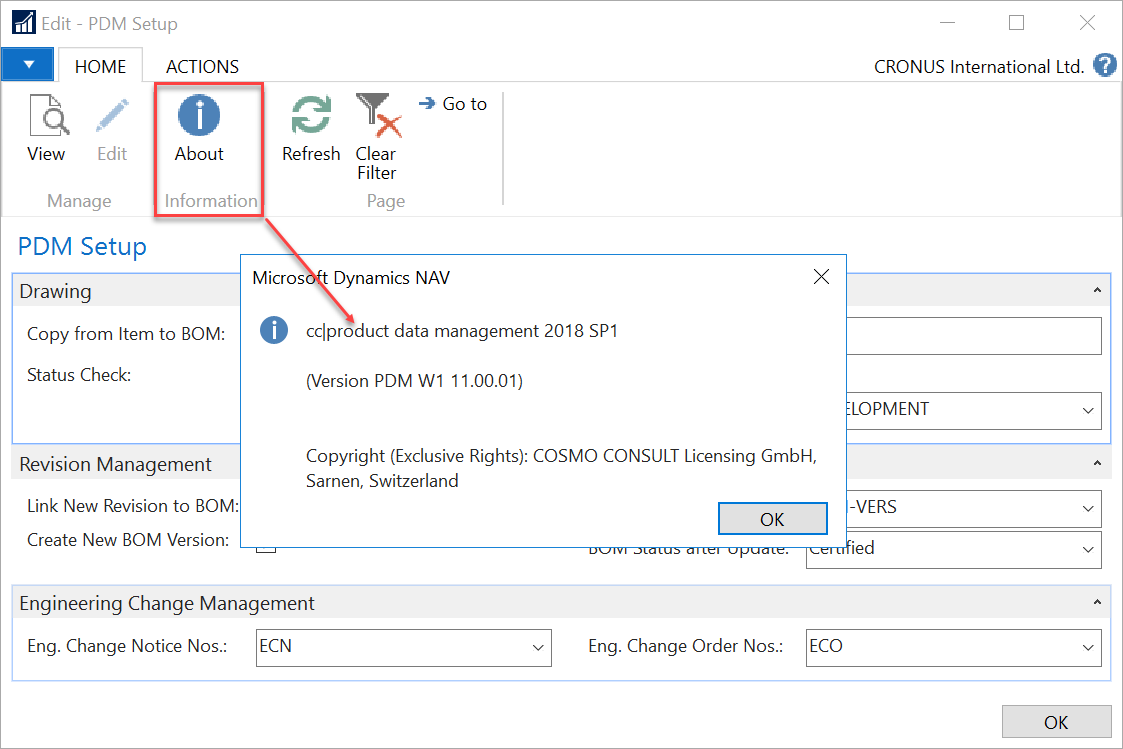 Edit - PDM Setup
HOME
ACTIONS
CRONUS International Ltd.
?
View
Edit
About
Refresh
Clear
Filter
Go to
Manage
Information
Page
PDM Setup
Drawing
Copy from Item to BOM:
Status Check:
ELOPMENT
Microsoft Dynamics NAV
cc|product data management 2018 SP1
(Version PDM W1 11.00.01)
Copyright (Exclusive Rights): COSMO CONSULT Licensing GmbH,
Sarnen, Switzerland
OK
Revision Management
Link New Revision to BOM:
-VERS
Create New BOM Version:
BOM Status after Update:
Certified
Engineering Change Management
Eng. Change Notice Nos.:
ECN
Eng. Change Order Nos.:
ECO
OK